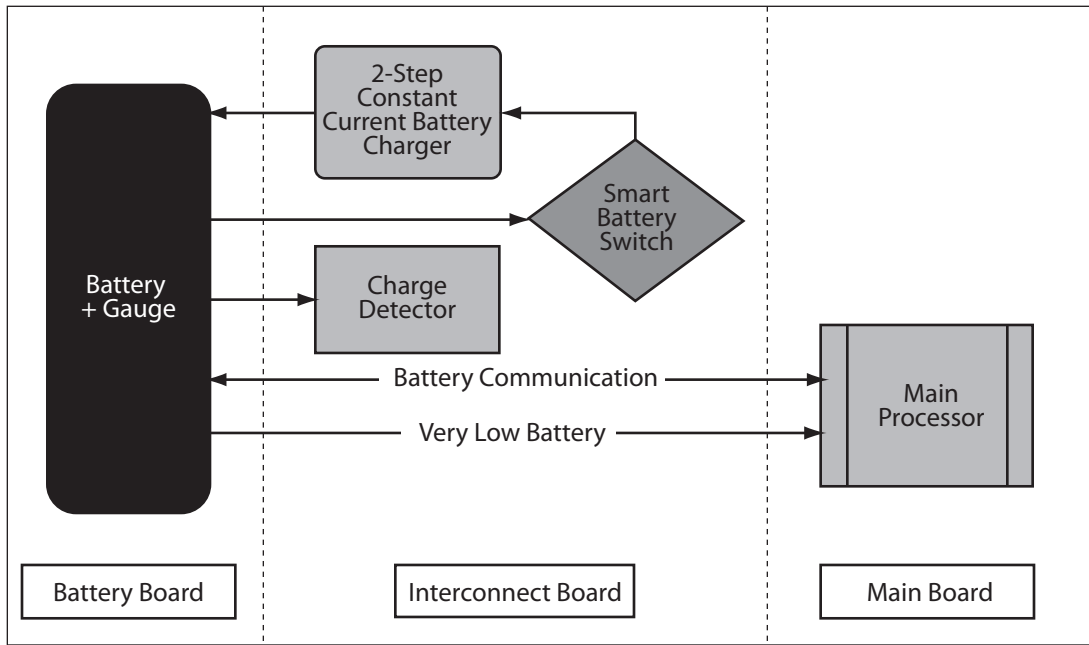 2-Step
Constant
Current Battery
Charger
Smart
Battery
Switch
Battery
+ Gauge
Charge
Detector
Battery Communication
Main
Processor
Very Low Battery
Battery Board
Interconnect Board
Main Board